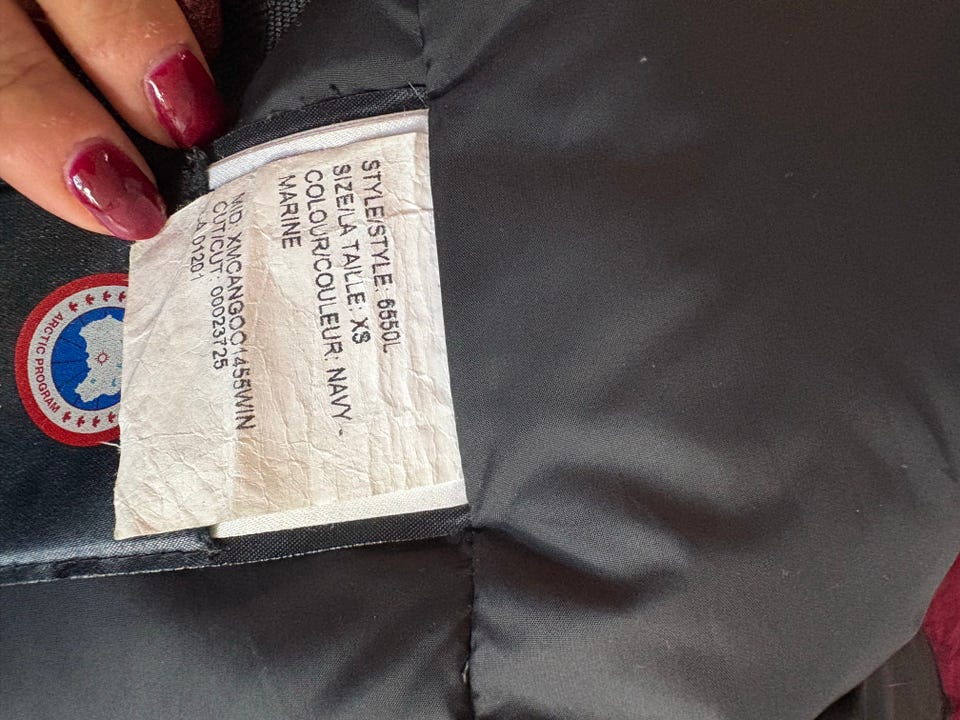 STYLE/STYLE: 6550L
SIZE/LA TAILLE: XS
COLOUR/COULEUR: NAVY -
MARINE
MID: XMCANGOO1455WIN
CUT/CUT: 00023725
CA 01201
ARCTIC PROGRAM